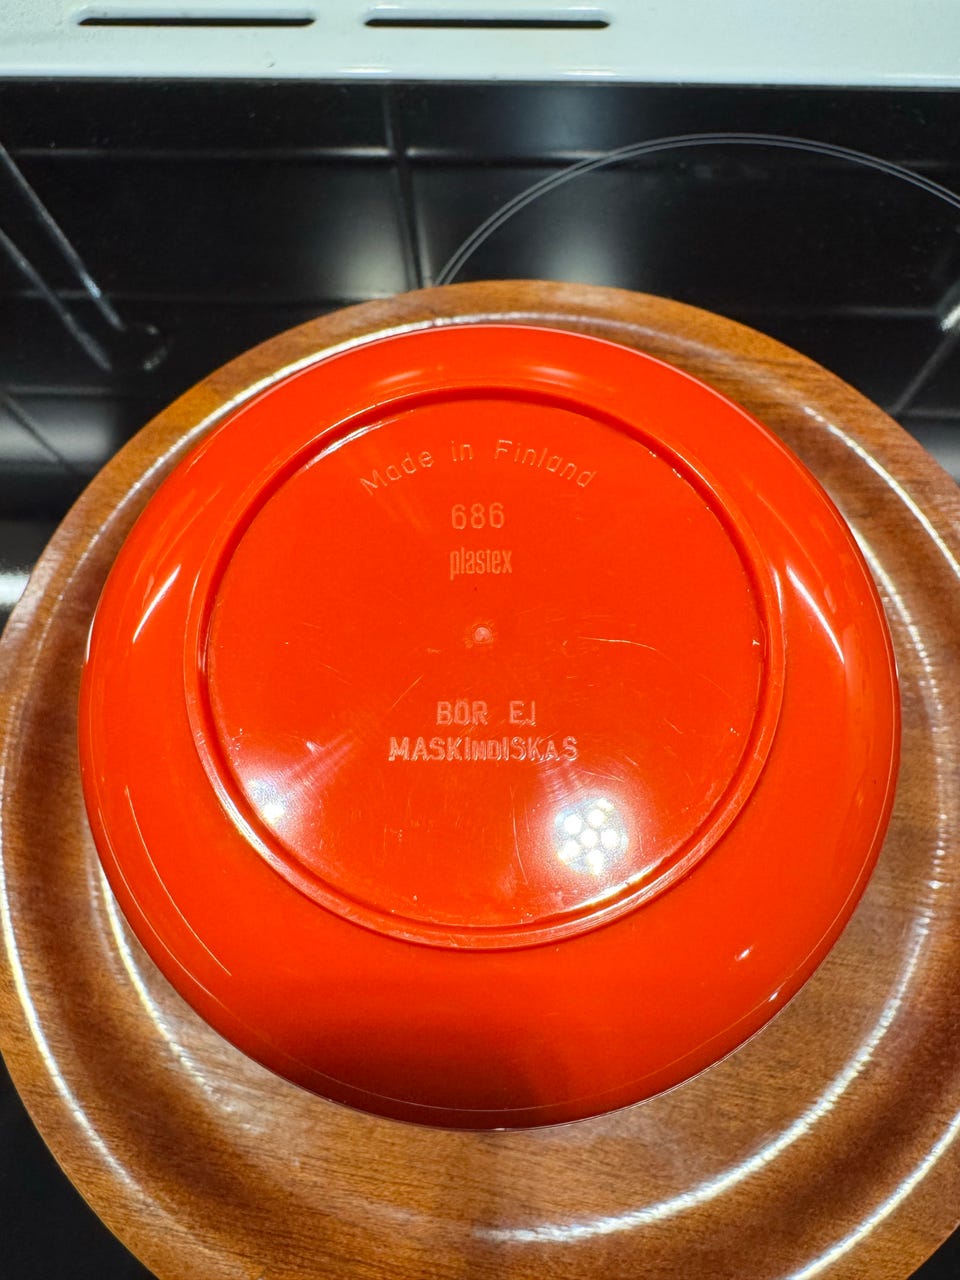 Made in Finland
686
plastex
BÖR EJ
MASKINDISKAS